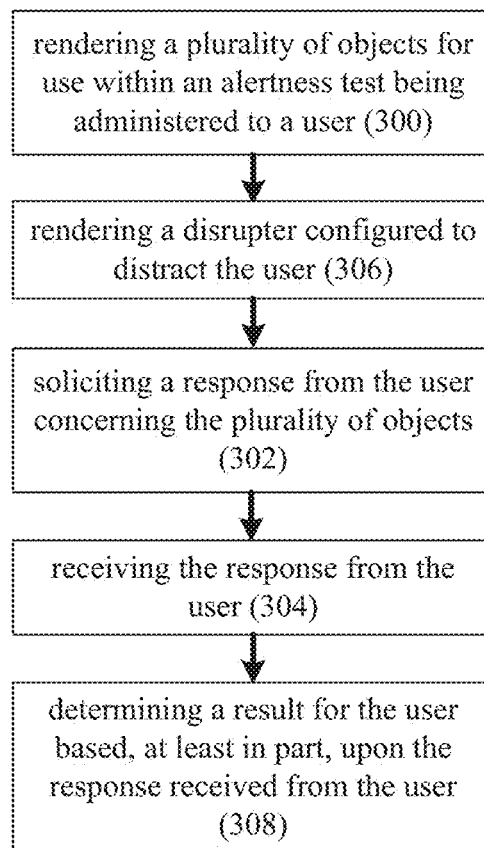 rendering a plurality of objects for
use within an alertness test being
administered to a user (300)
rendering a disrupter configured to
distract the user (306)
soliciting a response from the user
concerning the plurality of objects
(302)
receiving the response from the
user (304)
determining a result for the user
based, at least in part, upon the
response received from the user
(308)